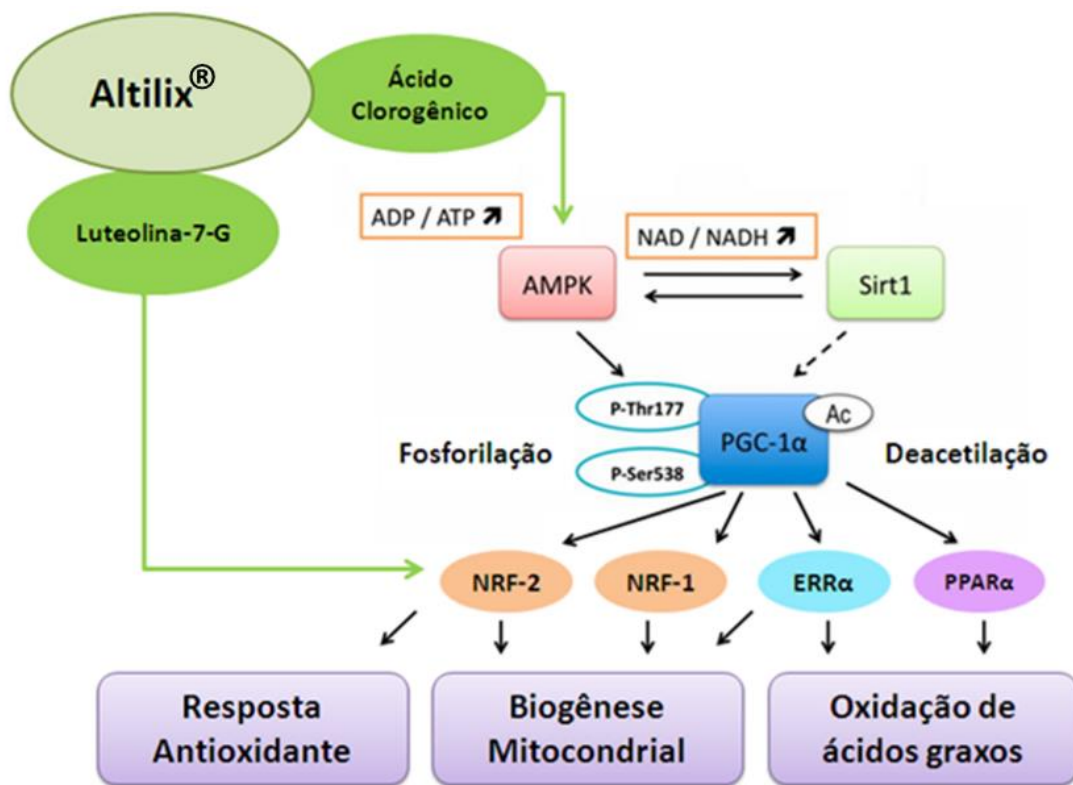 Altilix®
Ácido
Clorogênico
Luteolina-7-G
ADP / ATP ↗
NAD / NADH ↗
AMPK
Sirt1
P-Thr177
Ac
PGC-1α
Fosforilação
Deacetilação
P-Ser538
NRF-2
NRF-1
ERRα
PPARα
Resposta
Antioxidante
Biogênese
Mitocondrial
Oxidação de
ácidos graxos